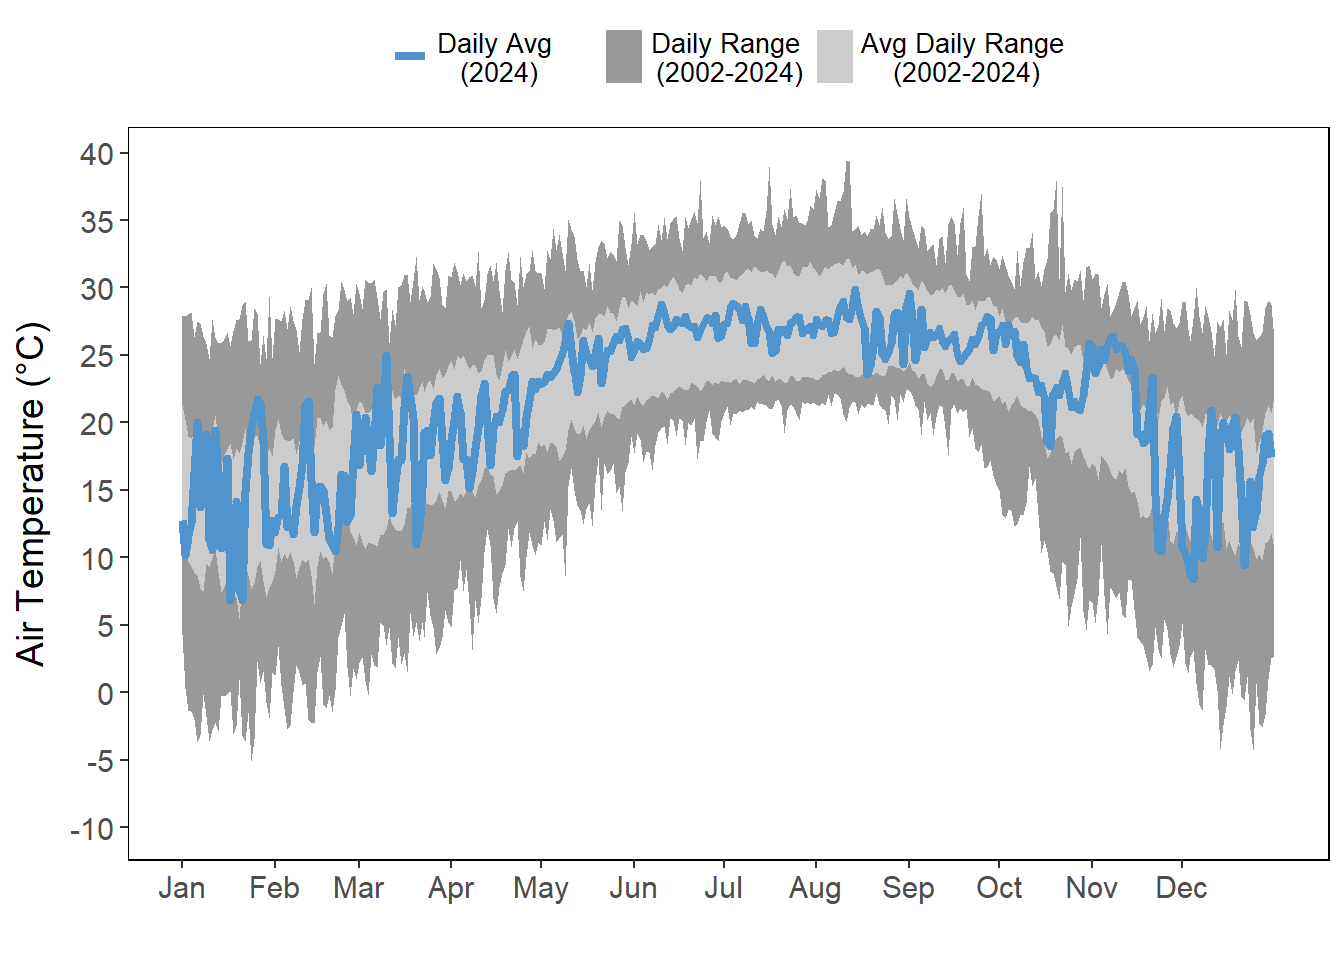 Daily Avg
(2024)
Daily Range
(2002-2024)
Avg Daily Range
(2002-2024)
Air Temperature (°C)
40
35
30
25
20
15
10
5
0
-5
-10
Jan Feb Mar Apr May Jun Jul Aug Sep Oct Nov Dec